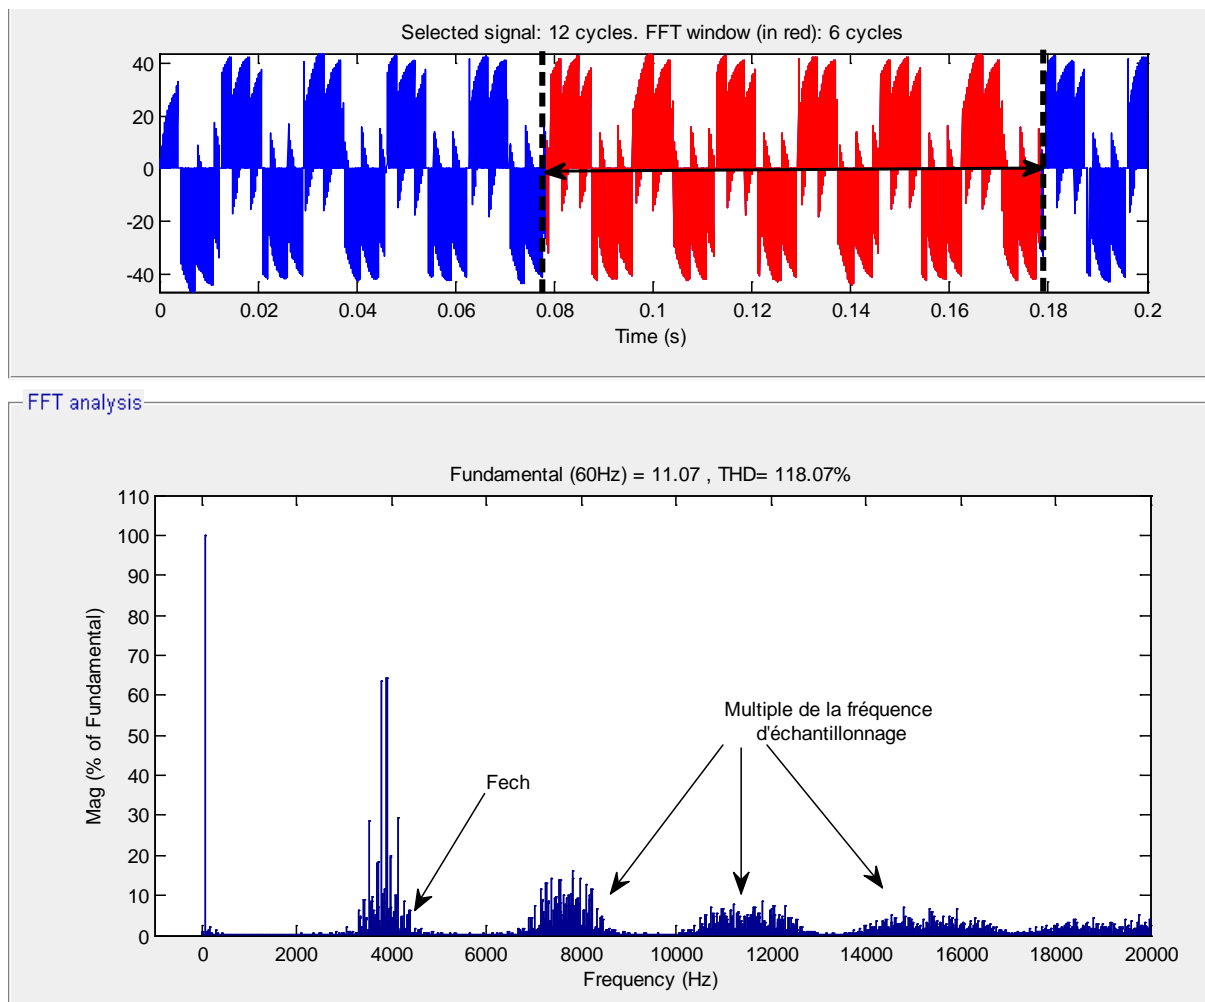 Selected signal: 12 cycles. FFT window (in red): 6 cycles
40
20
0
-20
-40
0 0.02 0.04 0.06 0.08 0.1 0.12 0.14 0.16 0.18 0.2
Time (s)
FFT analysis
Fundamental (60Hz) = 11.07 , THD= 118.07%
110
100
90
80
70
60
50
40
30
20
10
0
Mag (% of Fundamental)
Multiple de la fréquence
d'échantillonnage
Fech
0 2000 4000 6000 8000 10000 12000 14000 16000 18000 20000
Frequency (Hz)